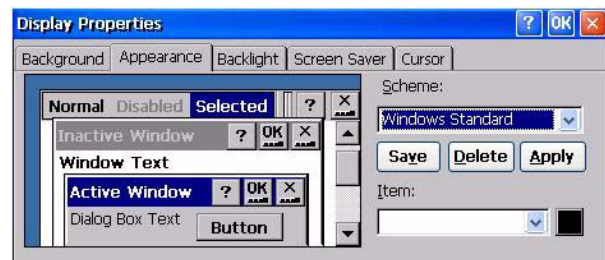 Display Properties ? OK ×
Background Appearance Backlight Screen Saver Cursor
Normal Disabled Selected ? ×
Inactive Window ? OK ×
Window Text
Active Window ? OK ×
Dialog Box Text Button
Scheme:
Windows Standard
Save Delete Apply
Item: